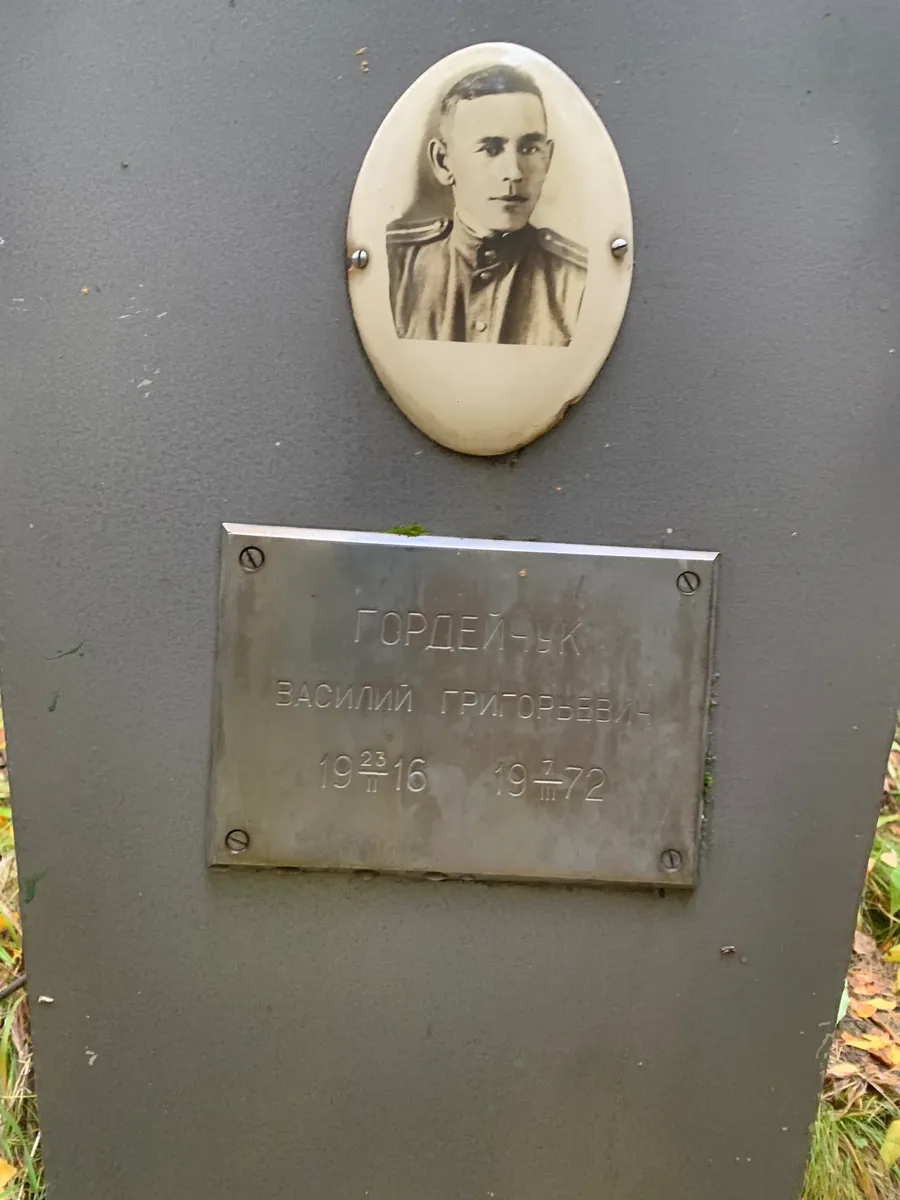 ГОРДЕЙЧУК
ВАСИЛИЙ ГРИГОРЬЕВИЧ
19 23/II 16 19 7/III 72